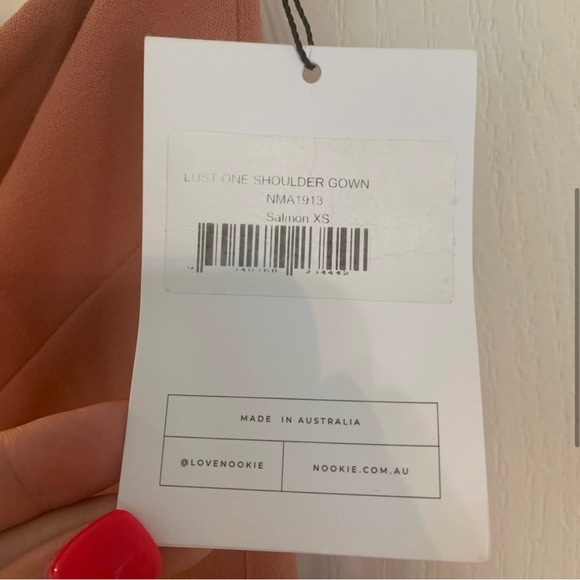 LUST ONE SHOULDER GOWN
NMA1913
Salmon XS
MADE IN AUSTRALIA
@LOVENOOKIE
NOOKIE.COM.AU